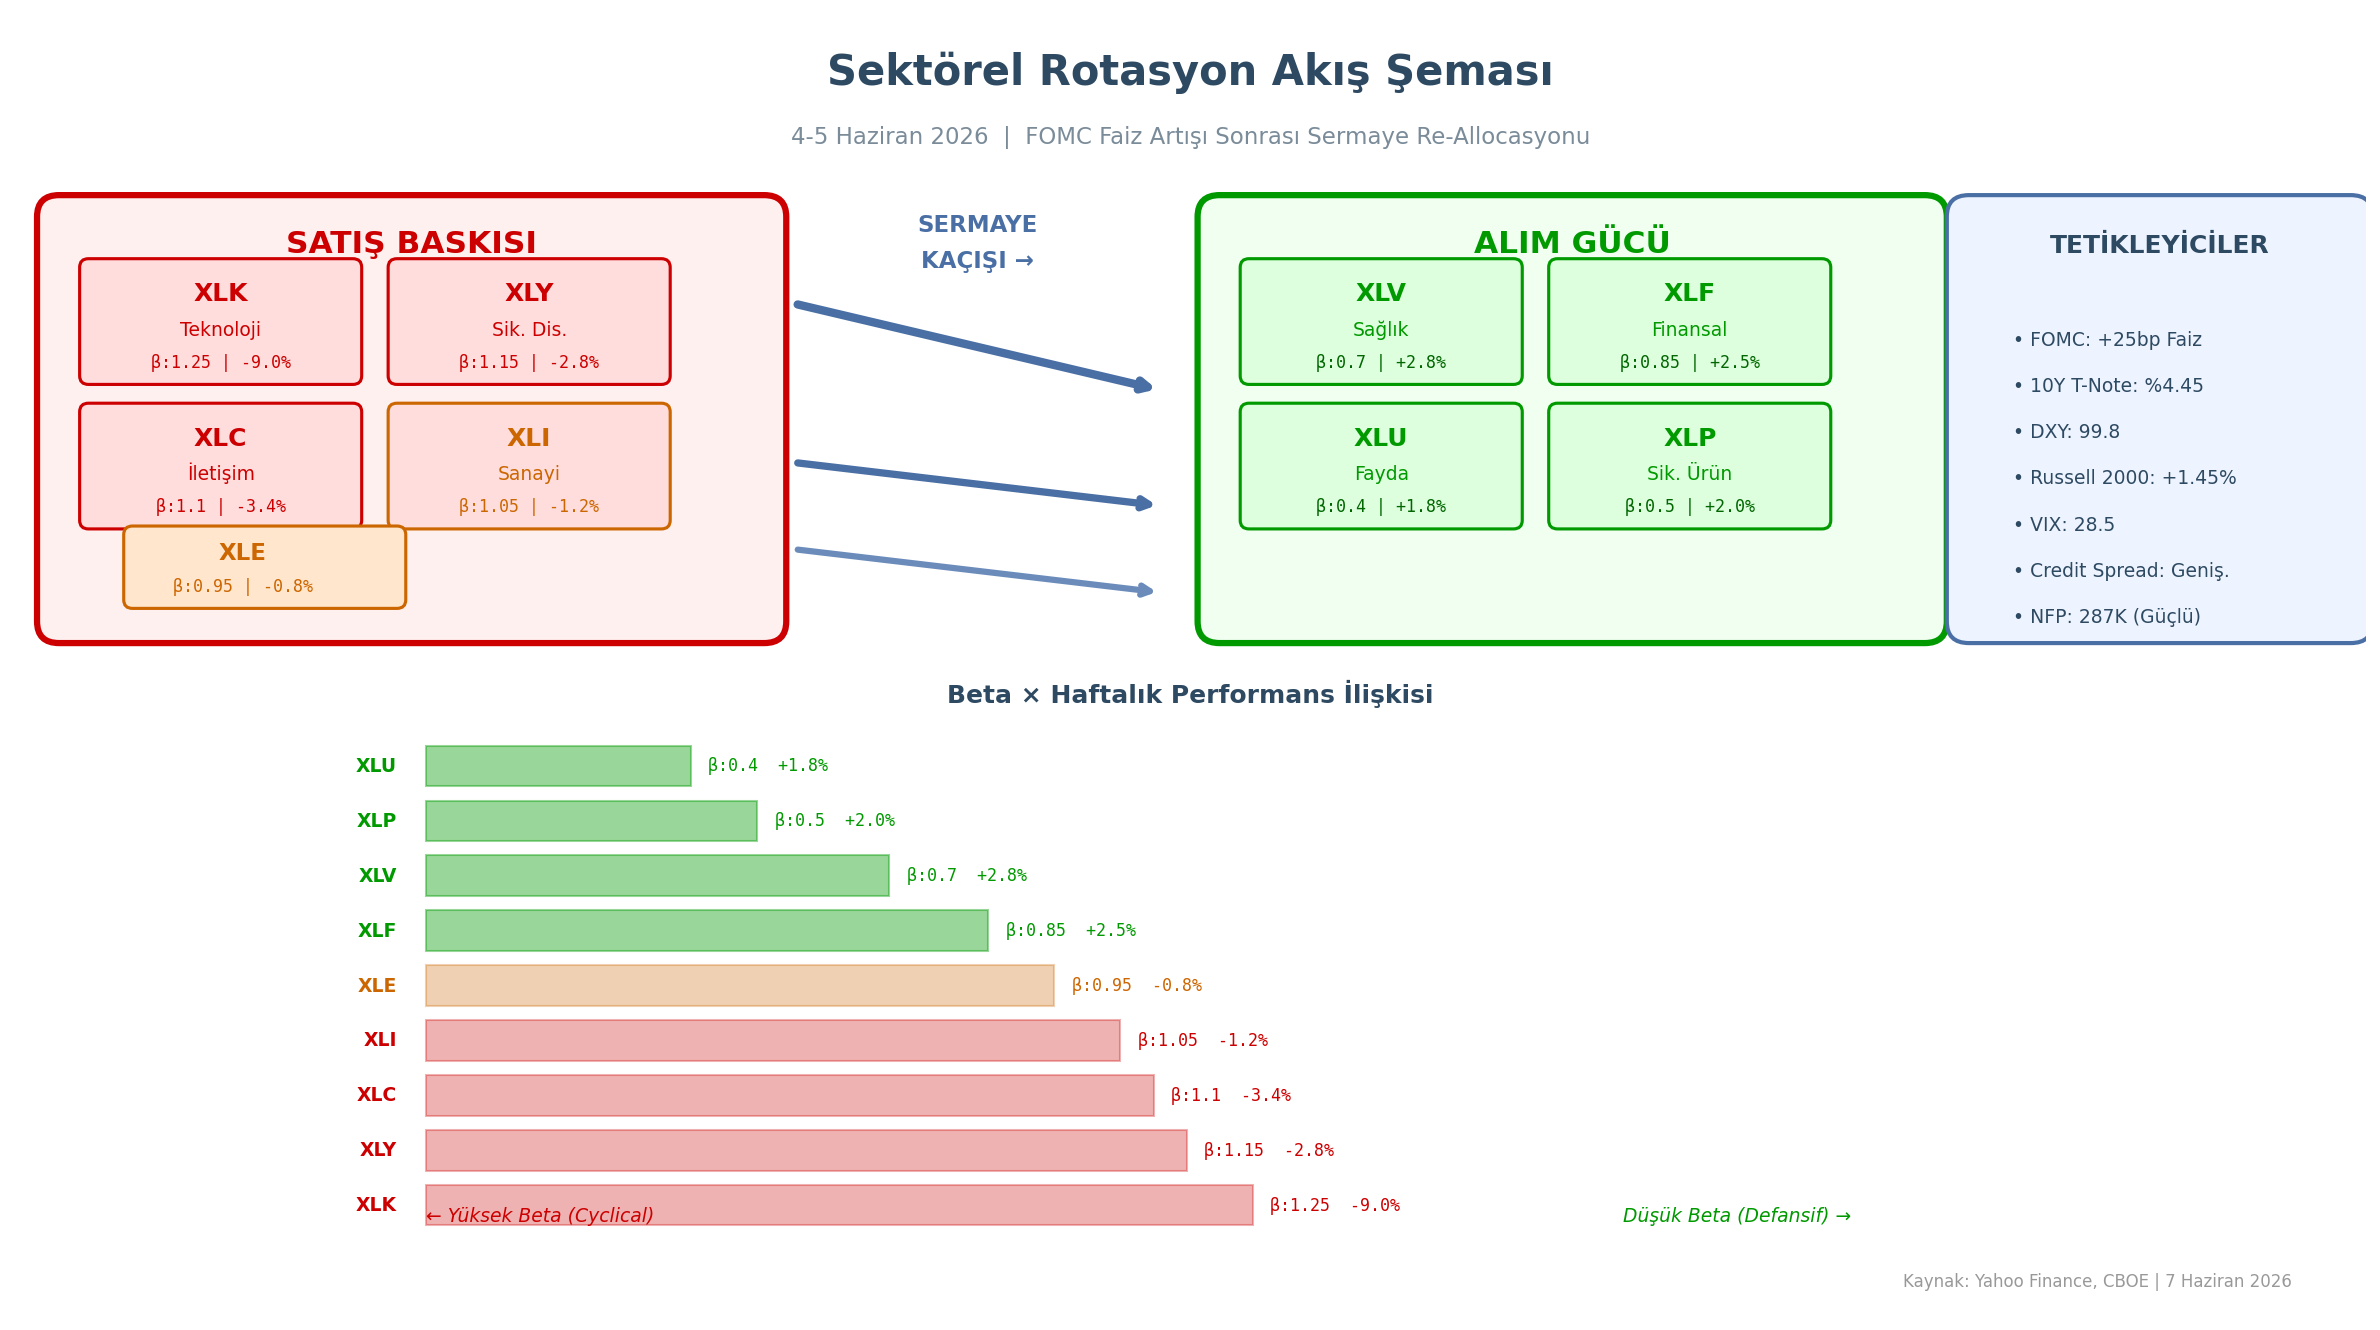 Sektörel Rotasyon Akış Şeması
4-5 Haziran 2026 | FOMC Faiz Artışı Sonrası Sermaye Re-Allocasyonu
SATIŞ BASKISI
XLK
Teknoloji
β:1.25 | -9.0%
XLY
Sik. Dis.
β:1.15 | -2.8%
XLC
İletişim
β:1.1 | -3.4%
XLI
Sanayi
β:1.05 | -1.2%
XLE
β:0.95 | -0.8%
SERMAYE
KAÇIŞI →
ALIM GÜCÜ
XLV
Sağlık
β:0.7 | +2.8%
XLF
Finansal
β:0.85 | +2.5%
XLU
Fayda
β:0.4 | +1.8%
XLP
Sik. Ürün
β:0.5 | +2.0%
TETİKLEYİCİLER
• FOMC: +25bp Faiz
• 10Y T-Note: %4.45
• DXY: 99.8
• Russell 2000: +1.45%
• VIX: 28.5
• Credit Spread: Geniş.
• NFP: 287K (Güçlü)
Beta × Haftalık Performans İlişkisi
XLU β:0.4 +1.8%
XLP β:0.5 +2.0%
XLV β:0.7 +2.8%
XLF β:0.85 +2.5%
XLE β:0.95 -0.8%
XLI β:1.05 -1.2%
XLC β:1.1 -3.4%
XLY β:1.15 -2.8%
XLK β:1.25 -9.0%
← Yüksek Beta (Cyclical)
Düşük Beta (Defansif) →
Kaynak: Yahoo Finance, CBOE | 7 Haziran 2026